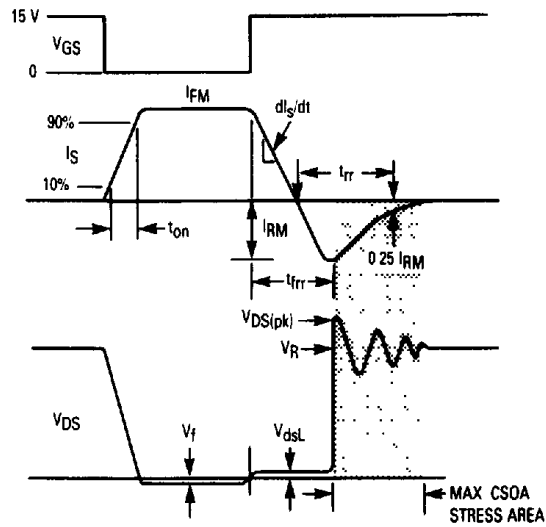 15 V
VGS
0
IFM
90%
dIs/dt
IS
trr
10%
ton
IRM
0 25 IRM
tfrr
VDS(pk)
VR
VDS
Vf
VdsL
MAX CSOA
STRESS AREA